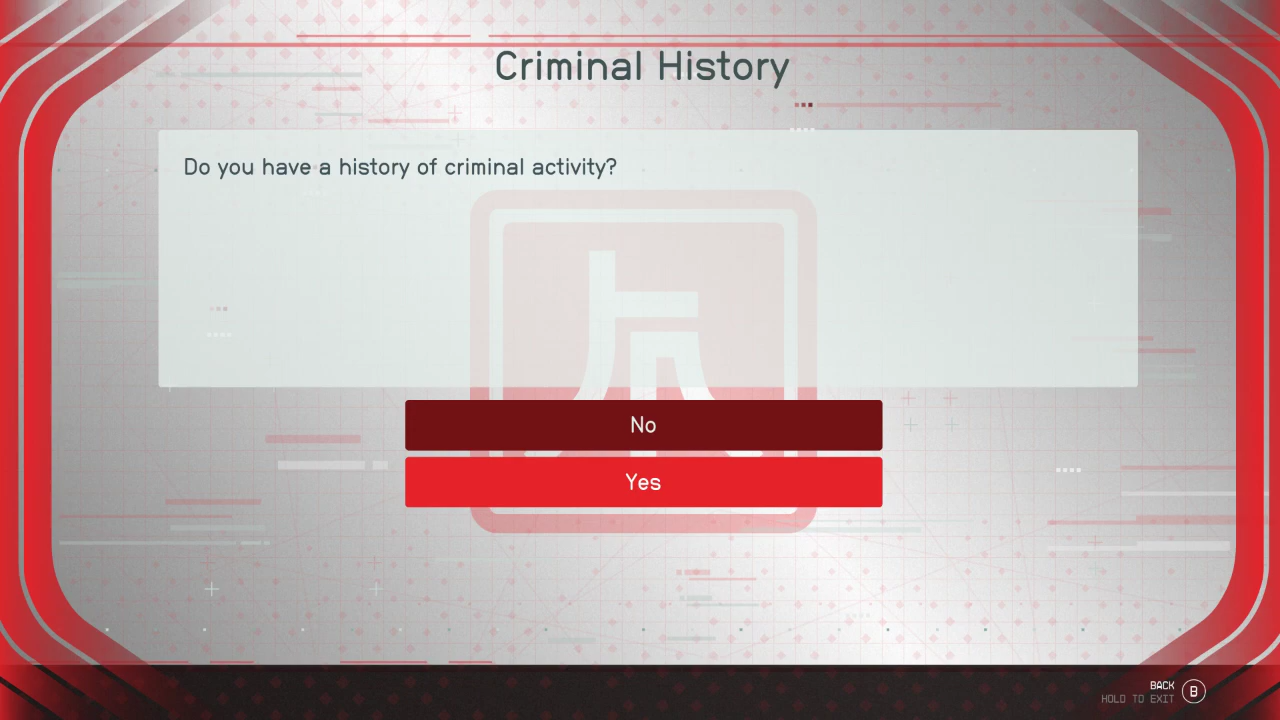 Criminal History
Do you have a history of criminal activity?
No
Yes
BACK
HOLD TO EXIT
B